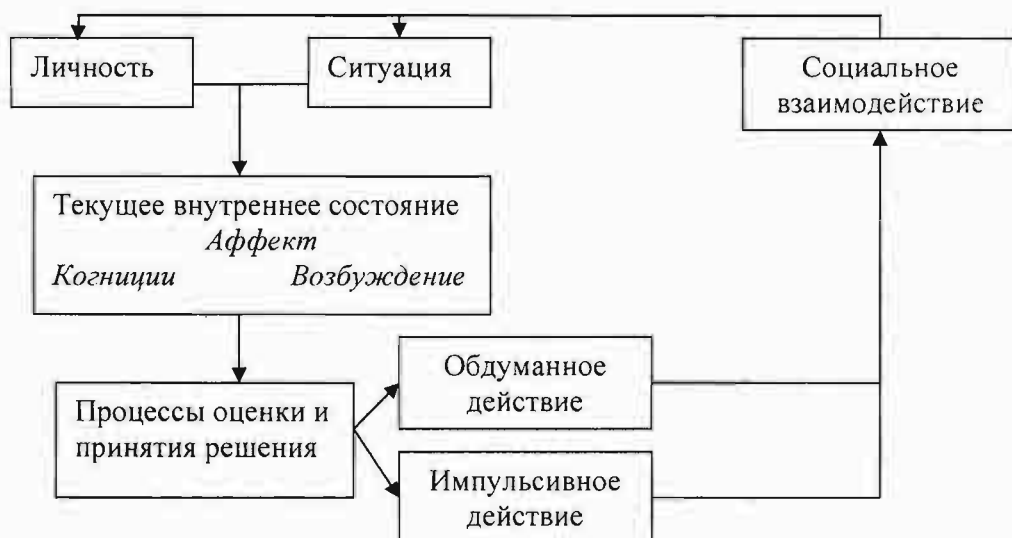 Личность
Ситуация
Социальное
взаимодействие
Текущее внутреннее состояние
Аффект
Когниции Возбуждение
Обдуманное
действие
Процессы оценки и
принятия решения
Импульсивное
действие